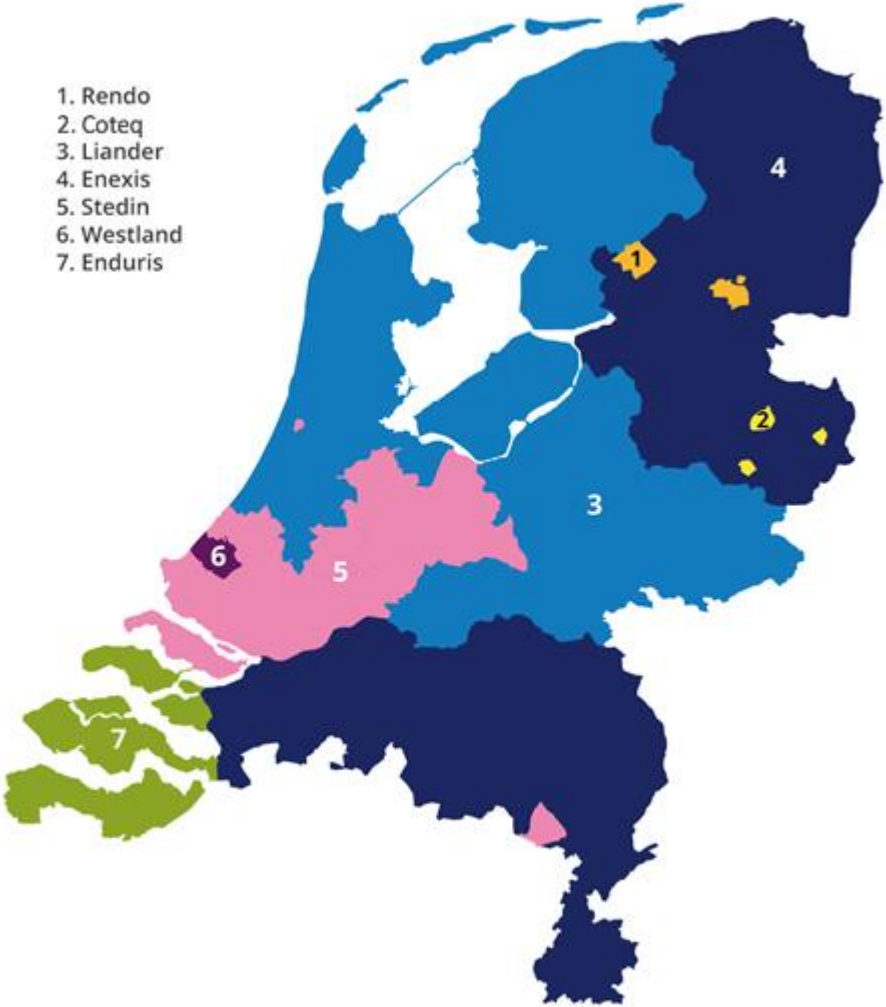 1. Rendo
2. Coteq
3. Liander
4. Enexis
5. Stedin
6. Westland
7. Enduris
4
1
2
3
6
5
7